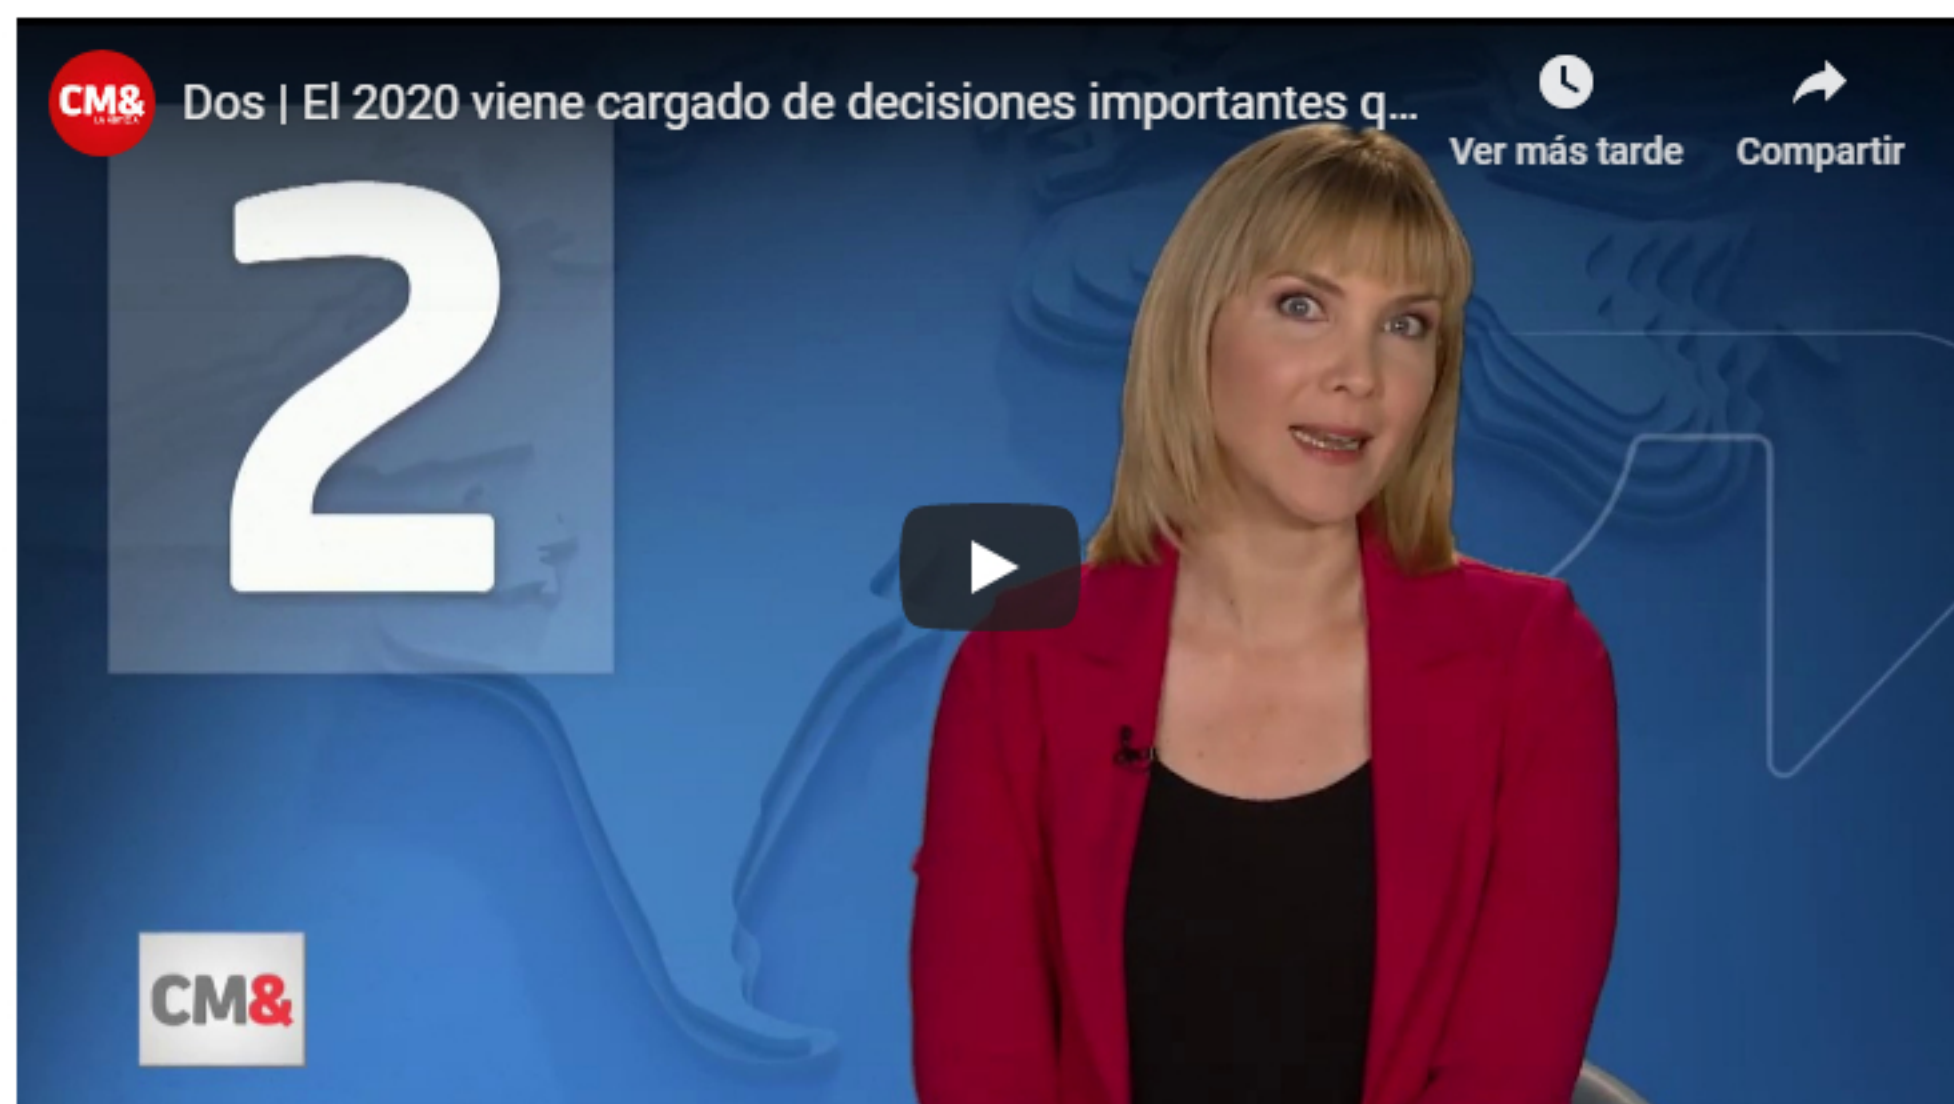 CM&
Dos | El 2020 viene cargado de decisiones importantes q...
Ver más tarde
Compartir
2
CM&